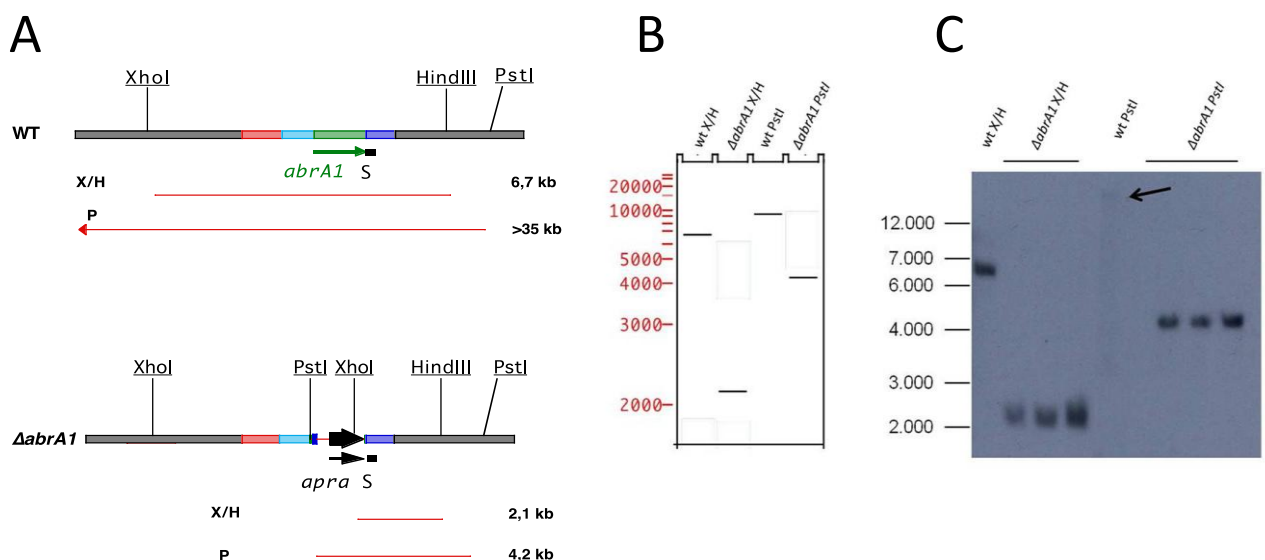 A
XhoI HindIII PstI
WT
abrA1 S
X/H 6,7 kb
P >35 kb
XhoI PstI XhoI HindIII PstI
ΔabrA1
apra S
X/H 2,1 kb
P 4,2 kb
B
wt X/H ΔabrA1 X/H wt PstI ΔabrA1 PstI
20000
10000
5000
4000
3000
2000
C
wt X/H ΔabrA1 X/H wt PstI ΔabrA1 PstI
12.000
7.000
6.000
4.000
3.000
2.000